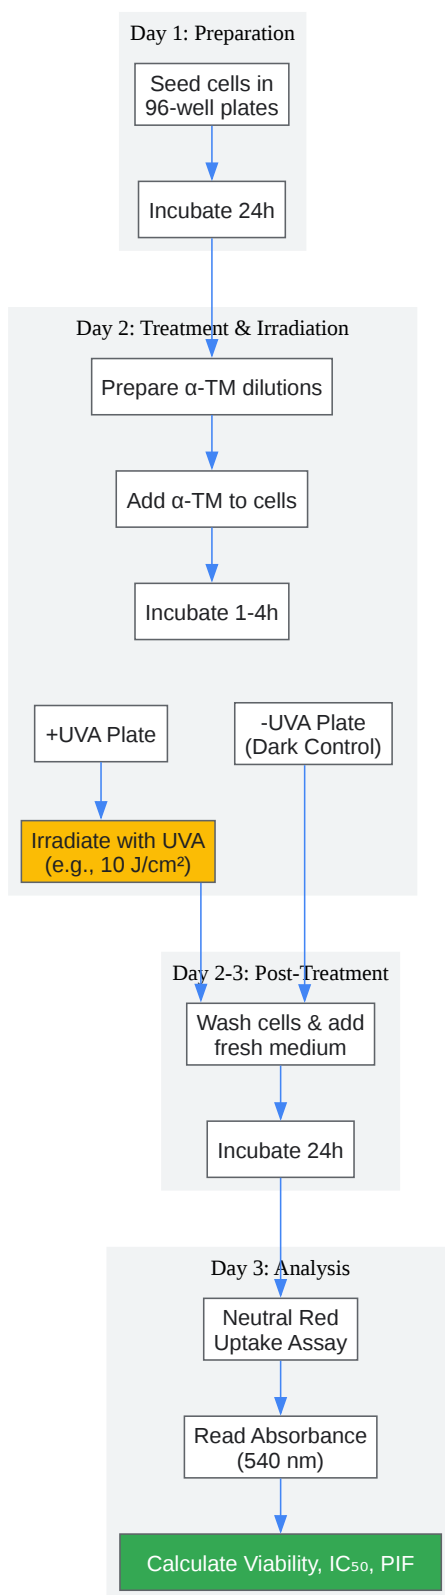 Day 1: Preparation
Seed cells in
96-well plates
Incubate 24h
Day 2: Treatment & Irradiation
Prepare α-TM dilutions
Add α-TM to cells
Incubate 1-4h
+UVA Plate
-UVA Plate
(Dark Control)
Irradiate with UVA
(e.g., 10 J/cm²)
Day 2-3: Post-Treatment
Wash cells & add
fresh medium
Incubate 24h
Day 3: Analysis
Neutral Red
Uptake Assay
Read Absorbance
(540 nm)
Calculate Viability, IC₅₀, PIF